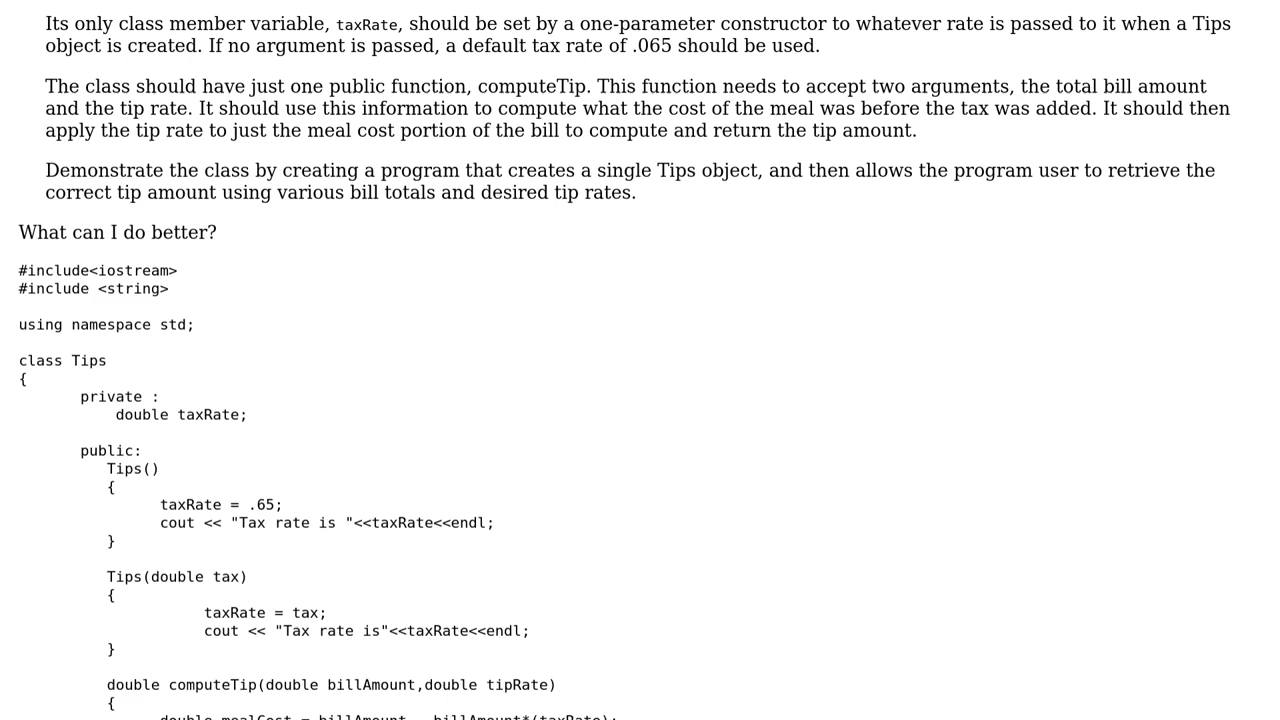 Its only class member variable, taxRate, should be set by a one-parameter constructor to whatever rate is passed to it when a Tips
object is created. If no argument is passed, a default tax rate of .065 should be used.
The class should have just one public function, computeTip. This function needs to accept two arguments, the total bill amount
and the tip rate. It should use this information to compute what the cost of the meal was before the tax was added. It should then
apply the tip rate to just the meal cost portion of the bill to compute and return the tip amount.
Demonstrate the class by creating a program that creates a single Tips object, and then allows the program user to retrieve the
correct tip amount using various bill totals and desired tip rates.
What can I do better?
#include<iostream>
#include <string>
using namespace std;
class Tips
{
private :
double taxRate;
public:
Tips()
{
taxRate = .65;
cout << "Tax rate is "<<taxRate<<endl;
}
Tips(double tax)
{
taxRate = tax;
cout << "Tax rate is"<<taxRate<<endl;
}
double computeTip(double billAmount,double tipRate)
{
double mealCost = billAmount - billAmount*(taxRate);